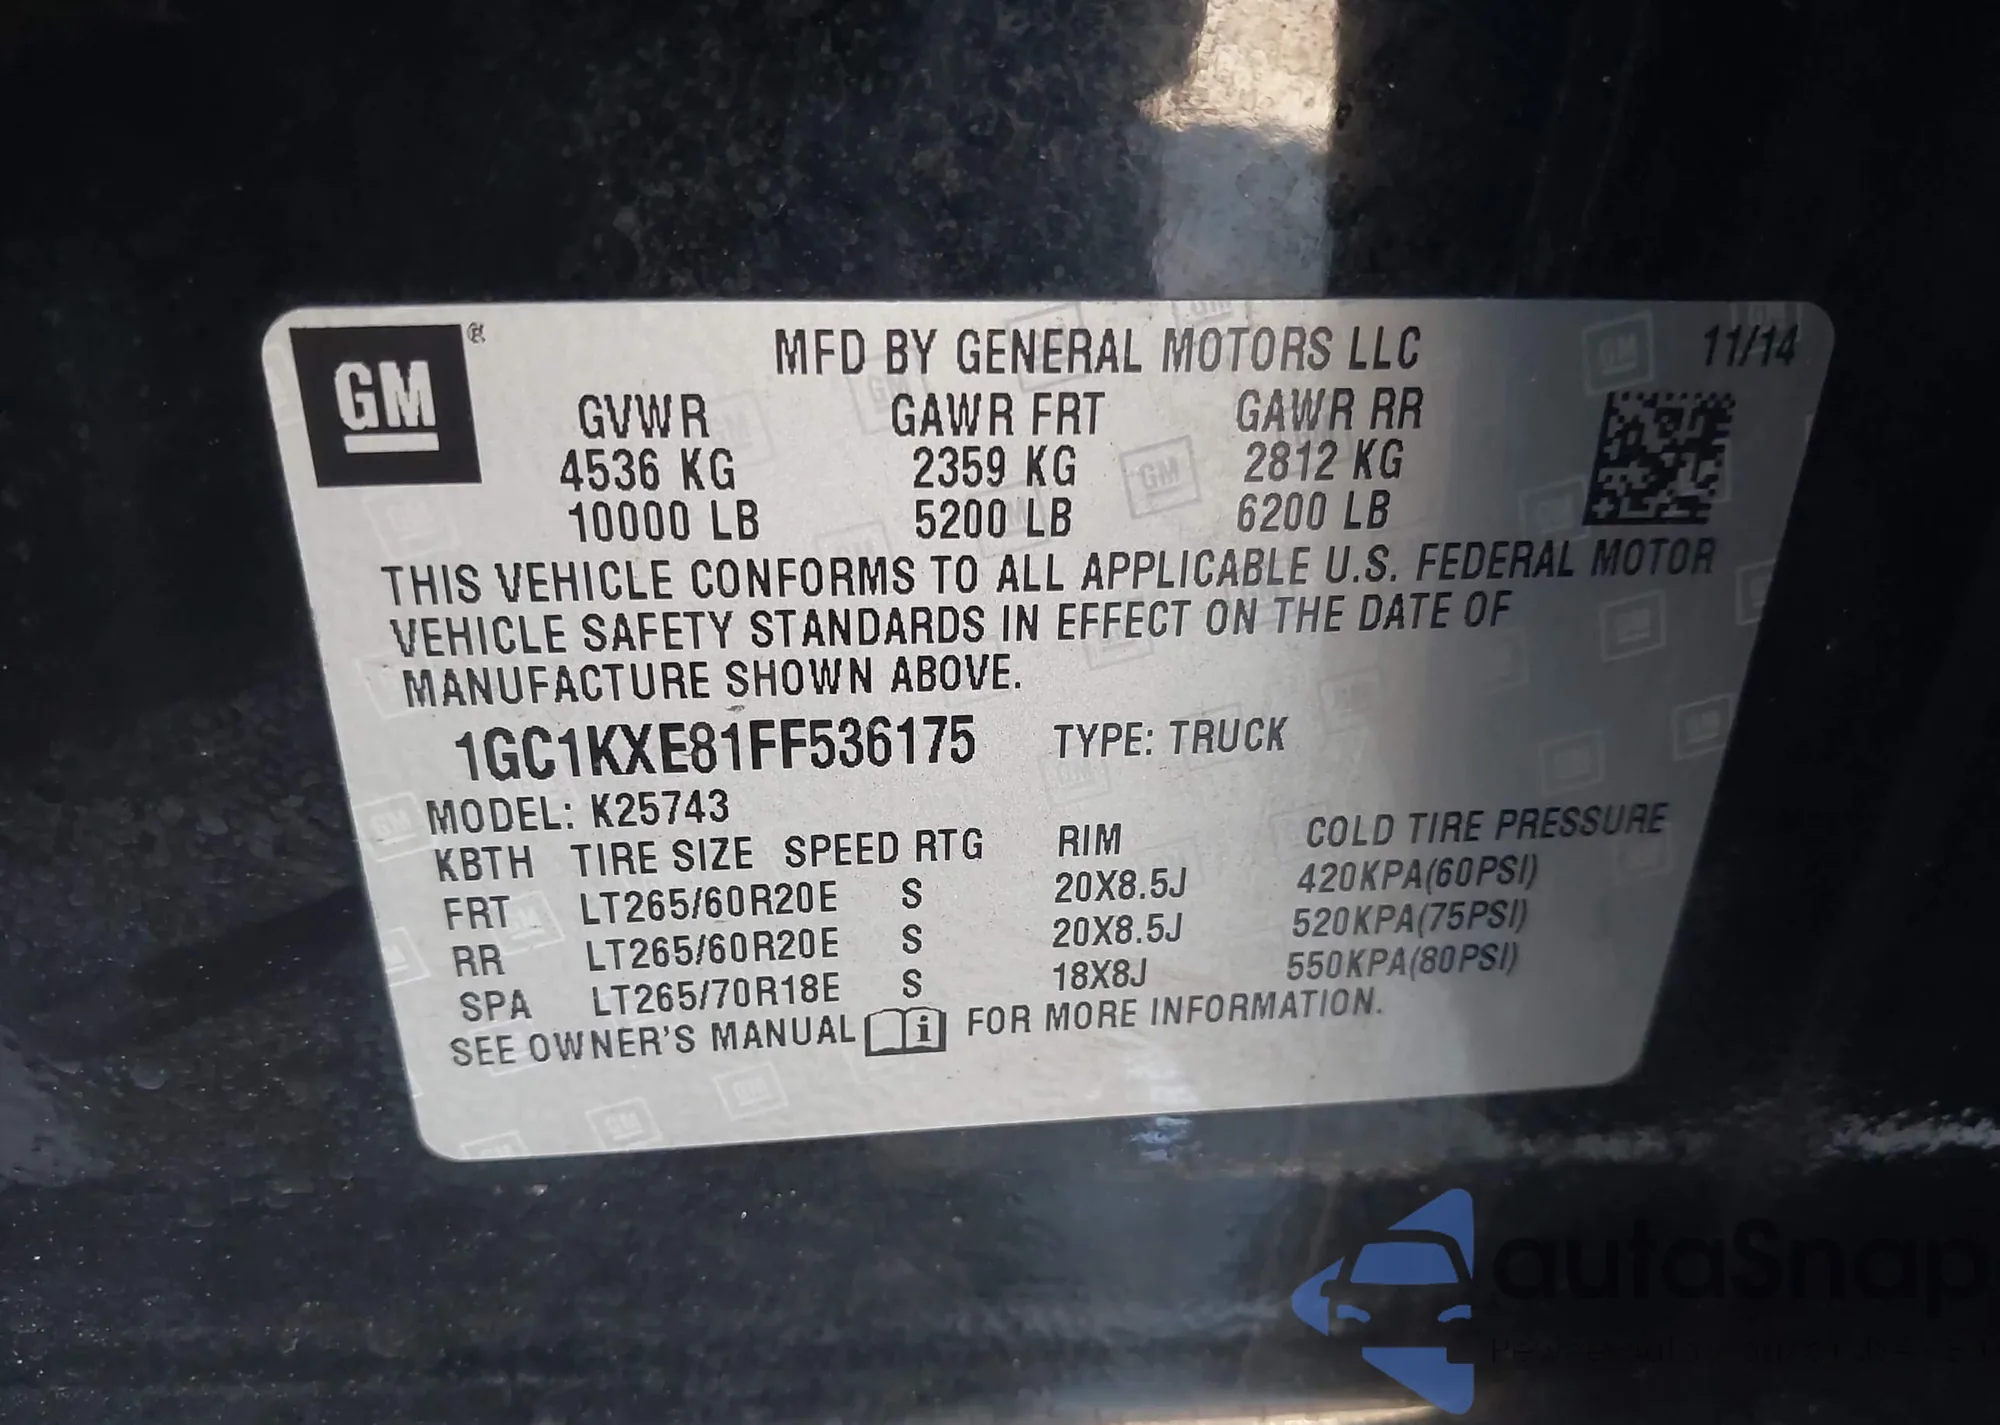 GM®
MFD BY GENERAL MOTORS LLC 11/14
GVWR GAWR FRT GAWR RR
4536 KG 2359 KG 2812 KG
10000 LB 5200 LB 6200 LB
THIS VEHICLE CONFORMS TO ALL APPLICABLE U.S. FEDERAL MOTOR
VEHICLE SAFETY STANDARDS IN EFFECT ON THE DATE OF
MANUFACTURE SHOWN ABOVE.
1GC1KXE81FF536175 TYPE: TRUCK
MODEL: K25743
KBTH TIRE SIZE SPEED RTG RIM COLD TIRE PRESSURE
FRT LT265/60R20E S 20X8.5J 420KPA(60PSI)
RR LT265/60R20E S 20X8.5J 520KPA(75PSI)
SPA LT265/70R18E S 18X8J 550KPA(80PSI)
SEE OWNER'S MANUAL i FOR MORE INFORMATION.
autaSnap